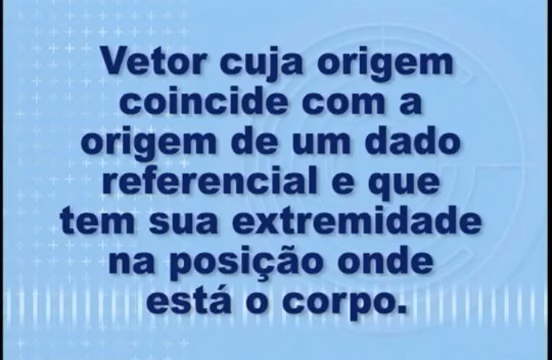 Vetor cuja origem
coincide com a
origem de um dado
referencial e que
tem sua extremidade
na posição onde
está o corpo.